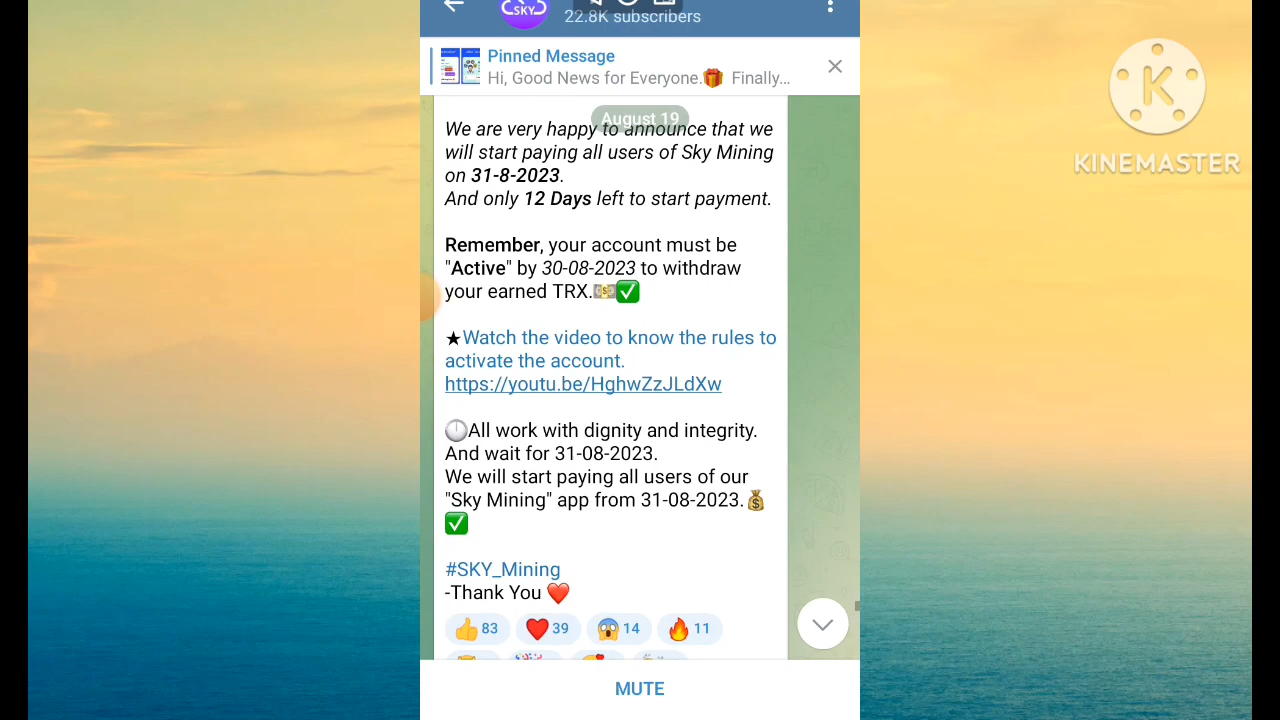 SKY
22.8K subscribers
Pinned Message
Hi, Good News for Everyone.🎁 Finally...
August 19
We are very happy to announce that we
will start paying all users of Sky Mining
on 31-8-2023.
And only 12 Days left to start payment.
Remember, your account must be
"Active" by 30-08-2023 to withdraw
your earned TRX.💵✅
★Watch the video to know the rules to
activate the account.
https://youtu.be/HghwZzJLdXw
🕛All work with dignity and integrity.
And wait for 31-08-2023.
We will start paying all users of our
"Sky Mining" app from 31-08-2023.💰
✅
#SKY_Mining
-Thank You ❤️
👍 83 ❤️ 39 😱 14 🔥 11
MUTE
K
KINEMASTER